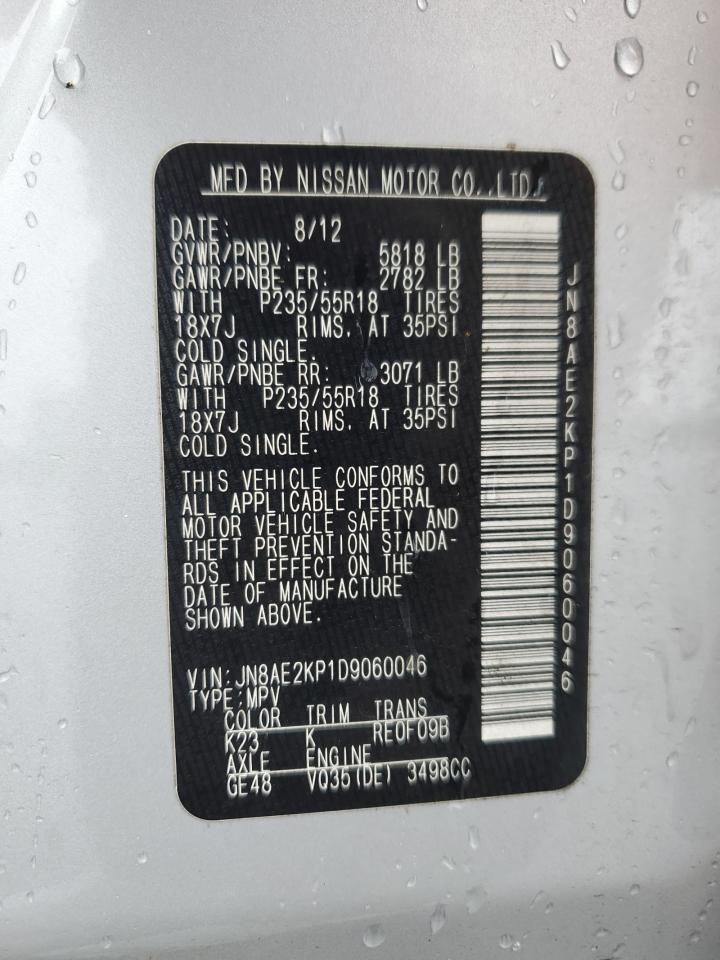 MFD BY NISSAN MOTOR CO.,LTD.
DATE: 8/12
GVWR/PNBV: 5818 LB
GAWR/PNBE FR: 2782 LB
WITH P235/55R18 TIRES
18X7J RIMS, AT 35PSI
COLD SINGLE.
GAWR/PNBE RR: 3071 LB
WITH P235/55R18 TIRES
18X7J RIMS. AT 35PSI
COLD SINGLE.
THIS VEHICLE CONFORMS TO
ALL APPLICABLE FEDERAL
MOTOR VEHICLE SAFETY AND
THEFT PREVENTION STANDA-
RDS IN EFFECT ON THE
DATE OF MANUFACTURE
SHOWN ABOVE.
VIN: JN8AE2KP1D9060046
TYPE:MPV
COLOR TRIM TRANS
K23 K RE0F09B
AXLE ENGINE
GE48 VQ35(DE) 3498CC
JN8AE2KP1D9060046